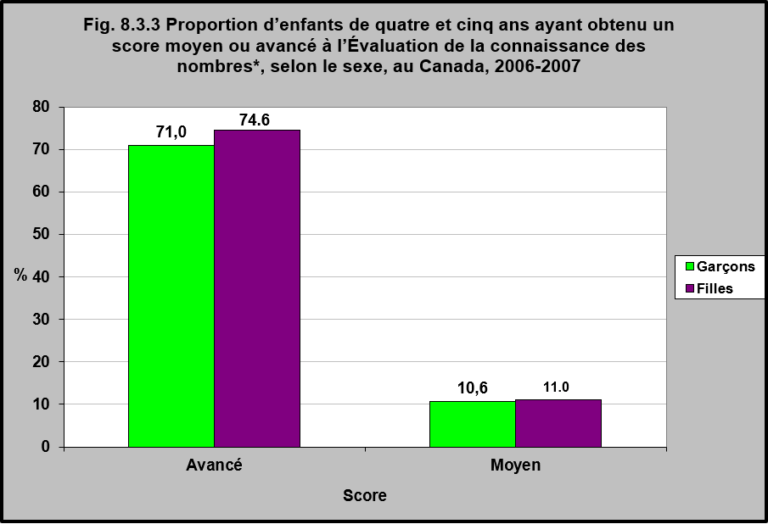 Fig. 8.3.3 Proportion d’enfants de quatre et cinq ans ayant obtenu un
score moyen ou avancé à l’Évaluation de la connaissance des
nombres*, selon le sexe, au Canada, 2006-2007
80
70
60
50
40
30
20
10
0
%
71,0
74.6
10,6
11.0
Avancé
Moyen
Score
Garçons
Filles